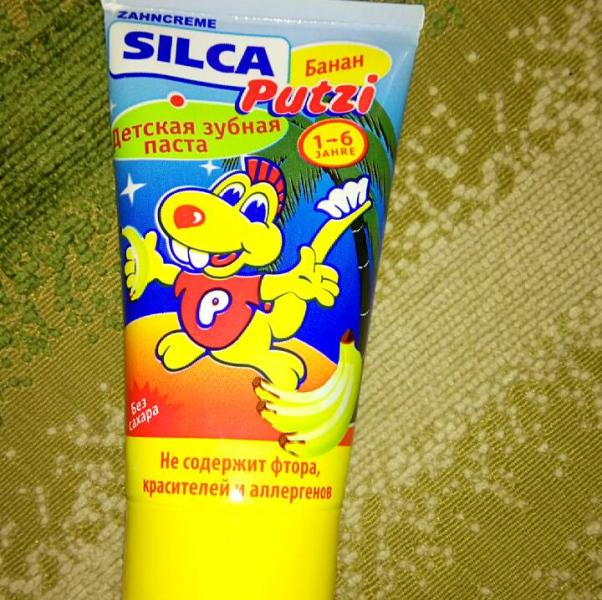 ZAHNCREME
SILCA
Банан
Putzi
Детская зубная
паста
1→6
JAHRE
P
Без
сахара
Не содержит фтора,
красителей и аллергенов